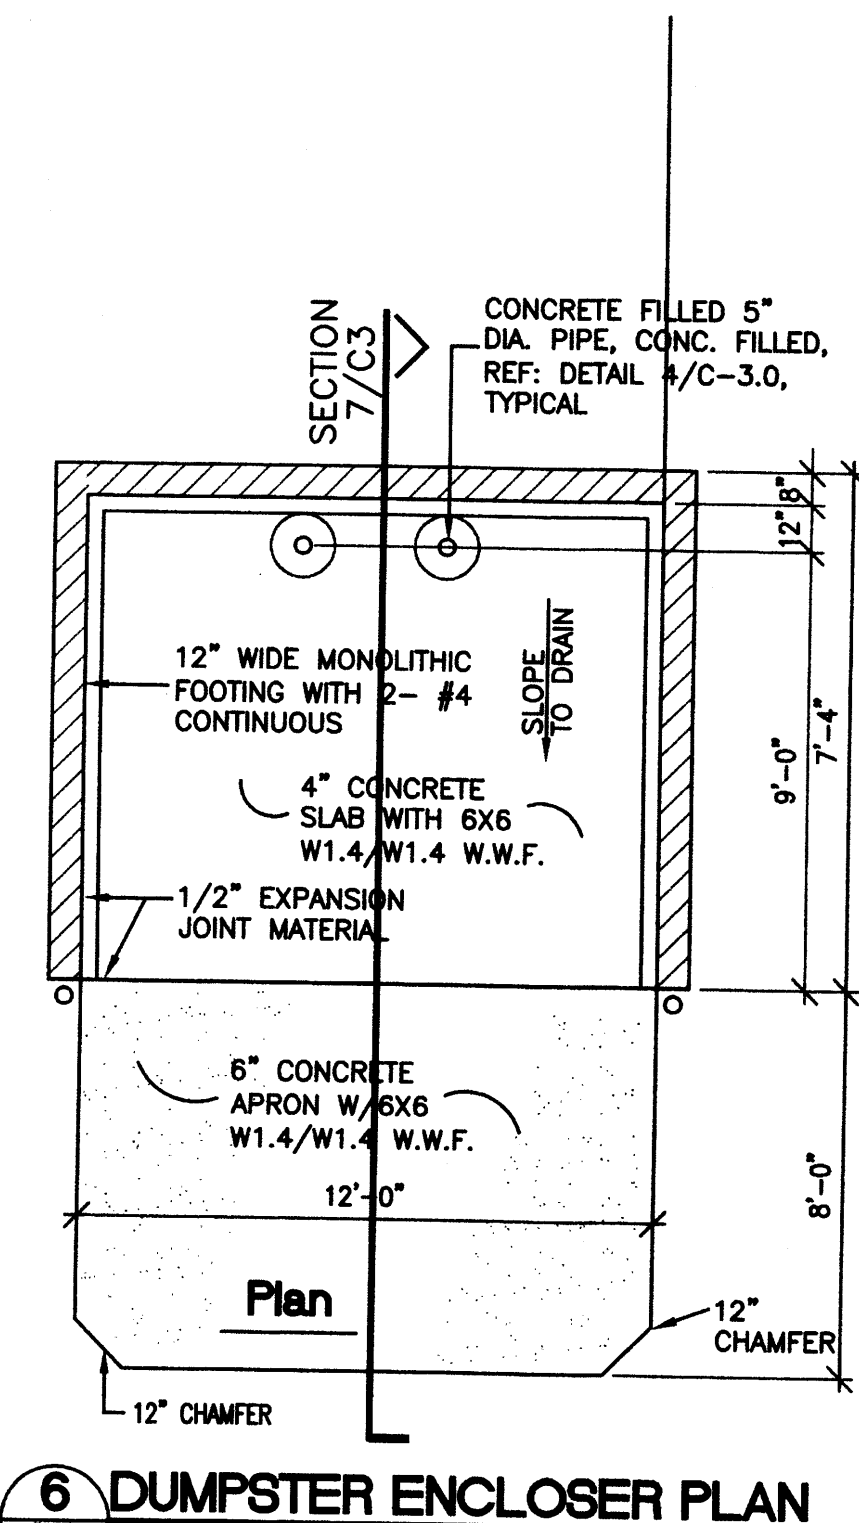 SECTION
7/C3
CONCRETE FILLED 5"
DIA. PIPE, CONC. FILLED,
REF: DETAIL 4/C-3.0,
TYPICAL
8"
12"
12" WIDE MONOLITHIC
FOOTING WITH 2- #4
CONTINUOUS
SLOPE
TO DRAIN
9'-0"
7'-4"
4" CONCRETE
SLAB WITH 6X6
W1.4/W1.4 W.W.F.
1/2" EXPANSION
JOINT MATERIAL
6" CONCRETE
APRON W/6X6
W1.4/W1.4 W.W.F.
12'-0"
8'-0"
Plan
12"
CHAMFER
12" CHAMFER
6 DUMPSTER ENCLOSER PLAN